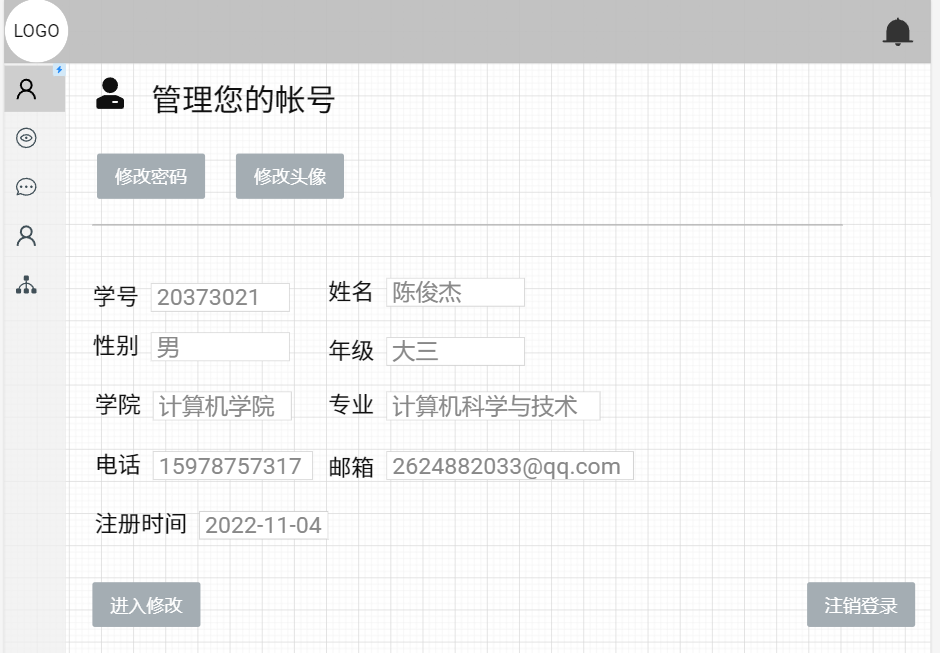 LOGO
管理您的帐号
修改密码 修改头像
学号 20373021 姓名 陈俊杰
性别 男 年级 大三
学院 计算机学院 专业 计算机科学与技术
电话 15978757317 邮箱 2624882033@qq.com
注册时间 2022-11-04
进入修改 注销登录